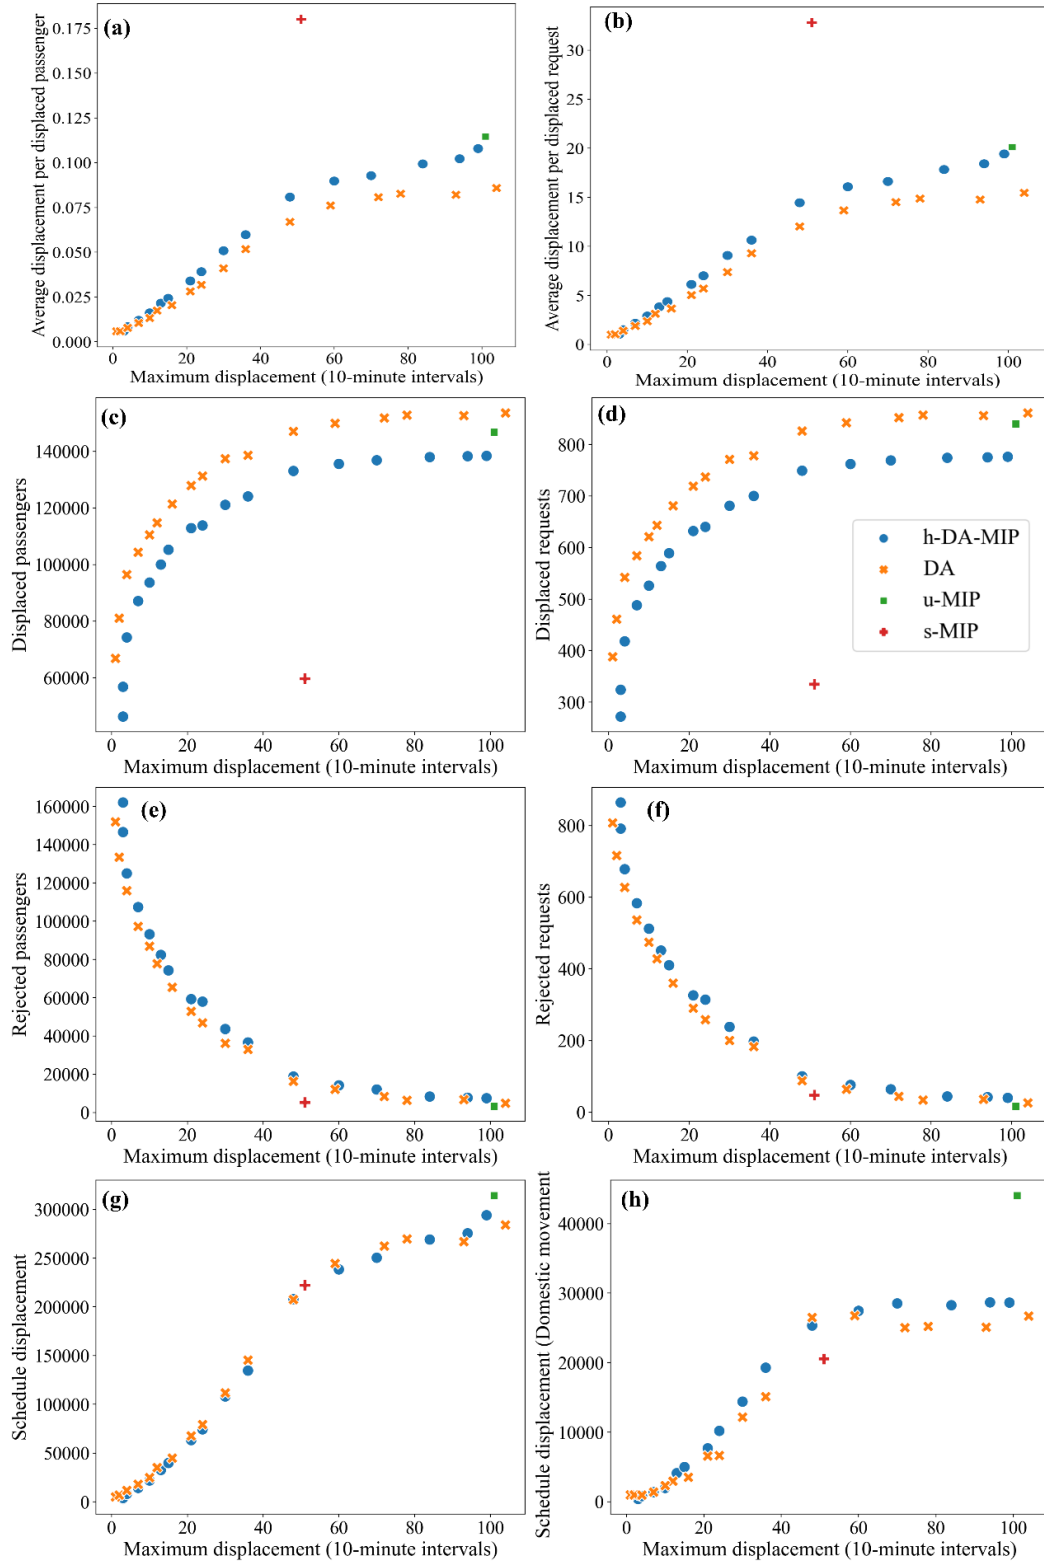 (a)
Average displacement per displaced passenger
0.175
0.150
0.125
0.100
0.075
0.050
0.025
0.000
0 20 40 60 80 100
Maximum displacement (10-minute intervals)
(b)
Average displacement per displaced request
30
25
20
15
10
5
0
0 20 40 60 80 100
Maximum displacement (10-minute intervals)
(c)
Displaced passengers
140000
120000
100000
80000
60000
0 20 40 60 80 100
Maximum displacement (10-minute intervals)
(d)
Displaced requests
800
700
600
500
400
300
h-DA-MIP
DA
u-MIP
s-MIP
0 20 40 60 80 100
Maximum displacement (10-minute intervals)
(e)
Rejected passengers
160000
140000
120000
100000
80000
60000
40000
20000
0
0 20 40 60 80 100
Maximum displacement (10-minute intervals)
(f)
Rejected requests
800
600
400
200
0
0 20 40 60 80 100
Maximum displacement (10-minute intervals)
(g)
Schedule displacement
300000
250000
200000
150000
100000
50000
0
0 20 40 60 80 100
Maximum displacement (10-minute intervals)
(h)
Schedule displacement (Domestic movement
40000
30000
20000
10000
0
0 20 40 60 80 100
Maximum displacement (10-minute intervals)